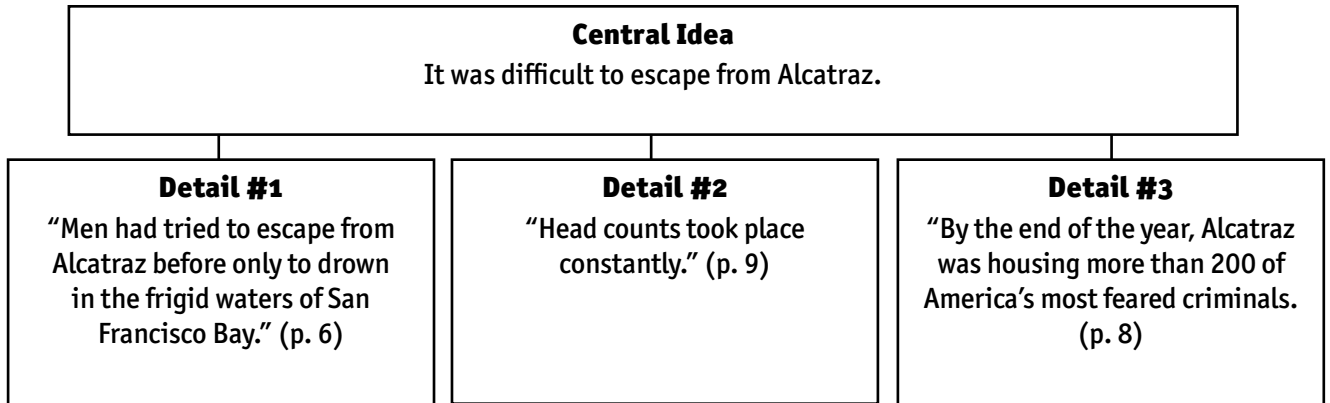 Central Idea
It was difficult to escape from Alcatraz.
Detail #1
“Men had tried to escape from
Alcatraz before only to drown
in the frigid waters of San
Francisco Bay.” (p. 6)
Detail #2
“Head counts took place
constantly.” (p. 9)
Detail #3
“By the end of the year, Alcatraz
was housing more than 200 of
America’s most feared criminals.
(p. 8)